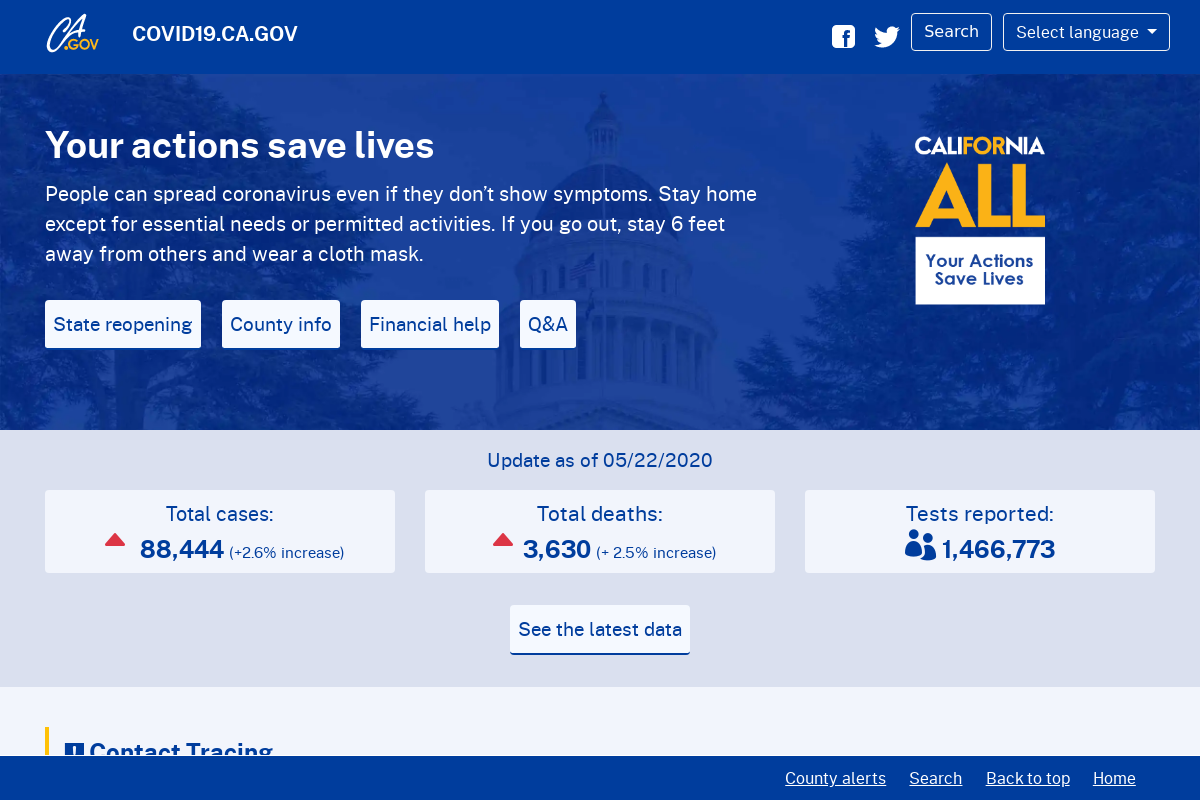 CA
.GOV
COVID19.CA.GOV
Search
Select language
Your actions save lives
People can spread coronavirus even if they don’t show symptoms. Stay home
except for essential needs or permitted activities. If you go out, stay 6 feet
away from others and wear a cloth mask.
State reopening
County info
Financial help
Q&A
CALIFORNIA
ALL
Your Actions
Save Lives
Update as of 05/22/2020
Total cases:
88,444 (+2.6% increase)
Total deaths:
3,630 (+ 2.5% increase)
Tests reported:
1,466,773
See the latest data
Contact Tracing
County alerts
Search
Back to top
Home